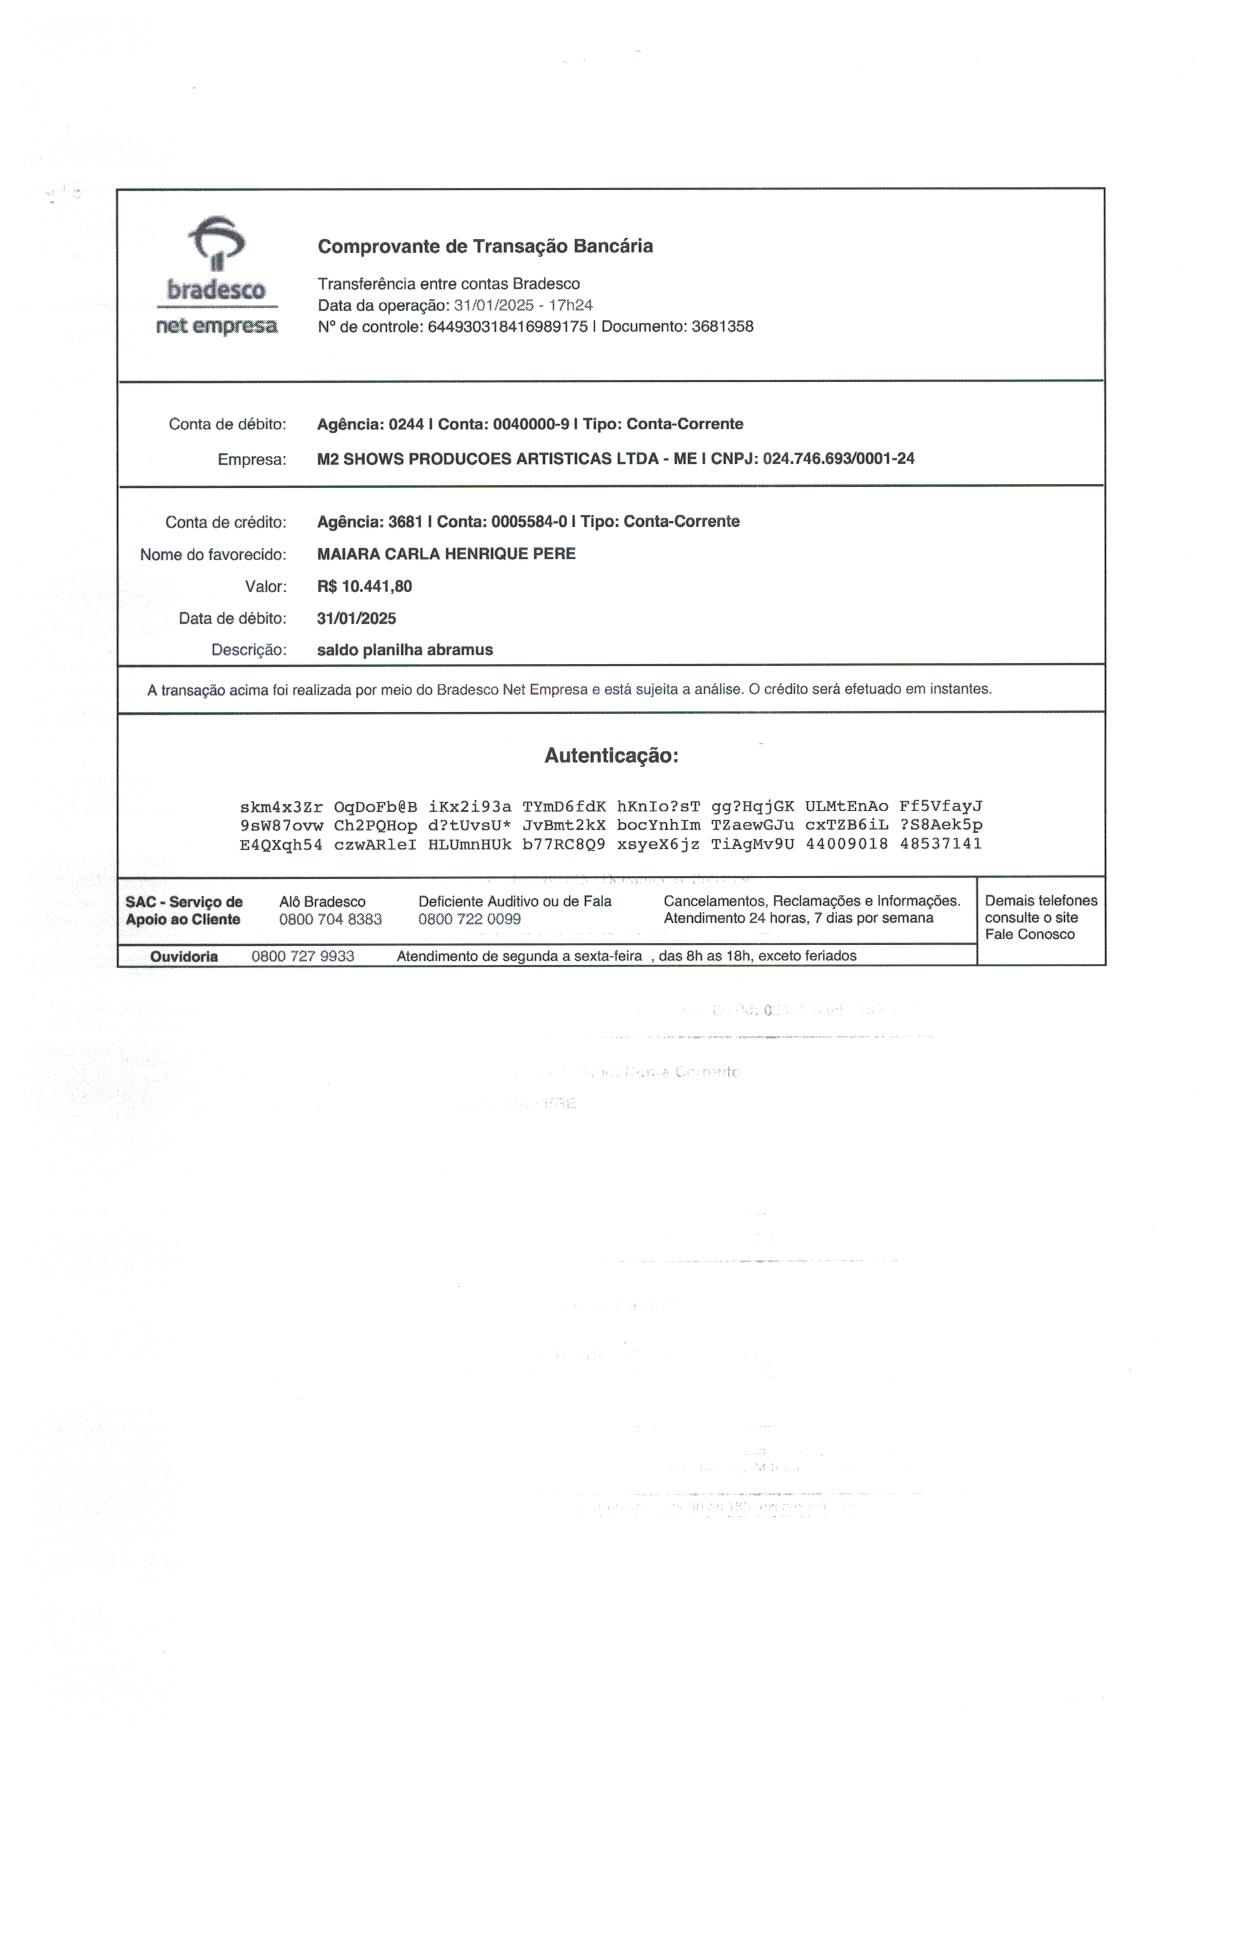 bradesco
net empresa
Comprovante de Transação Bancária
Transferência entre contas Bradesco
Data da operação: 31/01/2025 - 17h24
Nº de controle: 644930318416989175 | Documento: 3681358
Conta de débito: Agência: 0244 | Conta: 0040000-9 | Tipo: Conta-Corrente
Empresa: M2 SHOWS PRODUCOES ARTISTICAS LTDA - ME | CNPJ: 024.746.693/0001-24
Conta de crédito: Agência: 3681 | Conta: 0005584-0 | Tipo: Conta-Corrente
Nome do favorecido: MAIARA CARLA HENRIQUE PERE
Valor: R$ 10.441,80
Data de débito: 31/01/2025
Descrição: saldo planilha abramus
A transação acima foi realizada por meio do Bradesco Net Empresa e está sujeita a análise. O crédito será efetuado em instantes.
Autenticação:
skm4x3Zr OqDoFb@B iKx2i93a TYmD6fdK hKnIo?sT gg?HqjGK ULMtEnAo Ff5VfayJ
9sW87ovw Ch2PQHop d?tUvsU* JvBmt2kX bocYnhIm TZaewGJu cxTZB6iL ?S8Aek5p
E4QXqh54 czwARleI HLUmnHUk b77RC8Q9 xsyeX6jz TiAgMv9U 44009018 48537141
SAC - Serviço de Apoio ao Cliente
Alô Bradesco
0800 704 8383
Deficiente Auditivo ou de Fala
0800 722 0099
Cancelamentos, Reclamações e Informações.
Atendimento 24 horas, 7 dias por semana
Demais telefones
consulte o site
Fale Conosco
Ouvidoria 0800 727 9933 Atendimento de segunda a sexta-feira , das 8h as 18h, exceto feriados